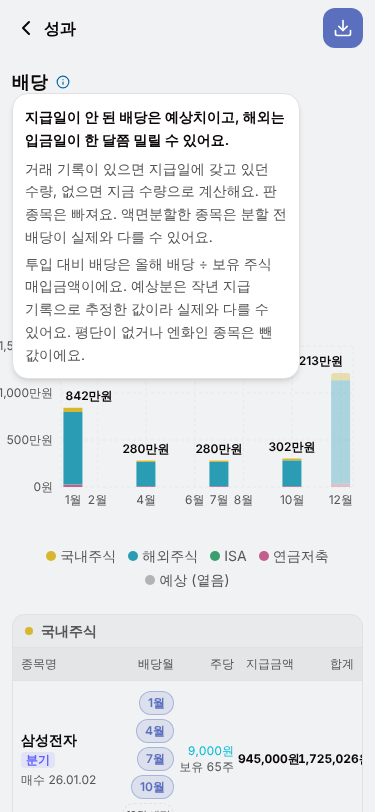 성과
배당
지급일이 안 된 배당은 예상치이고, 해외는
입금일이 한 달쯤 밀릴 수 있어요.
거래 기록이 있으면 지급일에 갖고 있던
수량, 없으면 지금 수량으로 계산해요. 판
종목은 빠져요. 액면분할한 종목은 분할 전
배당이 실제와 다를 수 있어요.
투입 대비 배당은 올해 배당 ÷ 보유 주식
매입금액이에요. 예상분은 작년 지급
기록으로 추정한 값이라 실제와 다를 수
있어요. 평단이 없거나 엔화인 종목은 뺀
값이에요.
213만원
1,000만원
842만원
500만원
280만원 280만원 302만원
0원
1월 2월 4월 6월 7월 8월 10월 12월
국내주식 해외주식 ISA 연금저축
예상 (옅음)
국내주식
종목명 배당월 주당 지급금액 합계
1월
4월
7월
10월
삼성전자
분기
매수 26.01.02
9,000원
보유 65주
945,000원
1,725,026